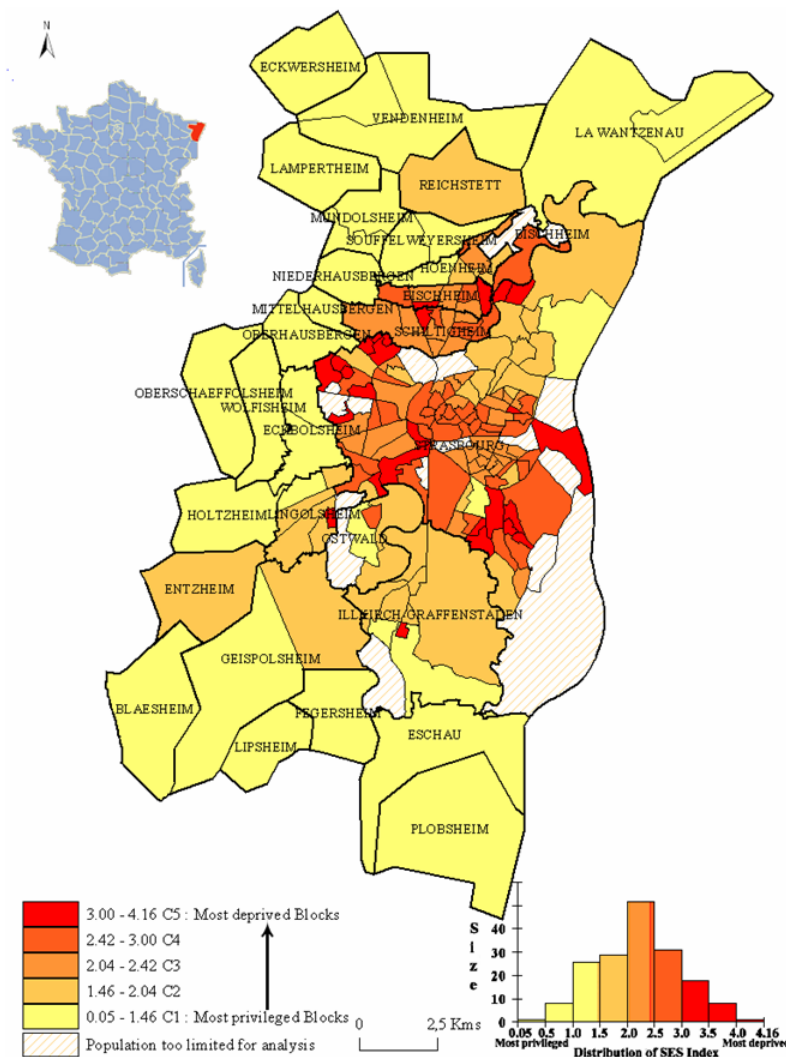 N
ECKWERSHEIM
VENDENHEIM
LA WANTZENAU
LAMPERTHEIM
REICHSTETT
MUNDOLSHEIM
SOUFFELWEYERSHEIM
BISCHHEIM
HOENHEIM
NIEDERHAUSBERGEN
BISCHHEIM
MITTELHAUSBERGEN
SCHILTIGHEIM
OBERHAUSBERGEN
OBERSCHAEFFOLSHEIM
WOLFISHEIM
ECKBOLSHEIM
STRASBOURG
HOLTZHEIM
LINGOLSHEIM
OSTWALD
ENTZHEIM
ILLKIRCH-GRAFFENSTADEN
GEISPOLSHEIM
BLAESHEIM
FEGERSHEIM
LIPSHEIM
ESCHAU
PLOBSHEIM
3.00 - 4.16 C5 : Most deprived Blocks
2.42 - 3.00 C4
2.04 - 2.42 C3
1.46 - 2.04 C2
0.05 - 1.46 C1 : Most privileged Blocks
Population too limited for analysis
0 2,5 Kms
Size
40
30
20
10
0
0.05 0.5 1.0 1.5 2.0 2.5 3.0 3.5 4.0 4.16
Most privileged Most deprived
Distribution of SES Index